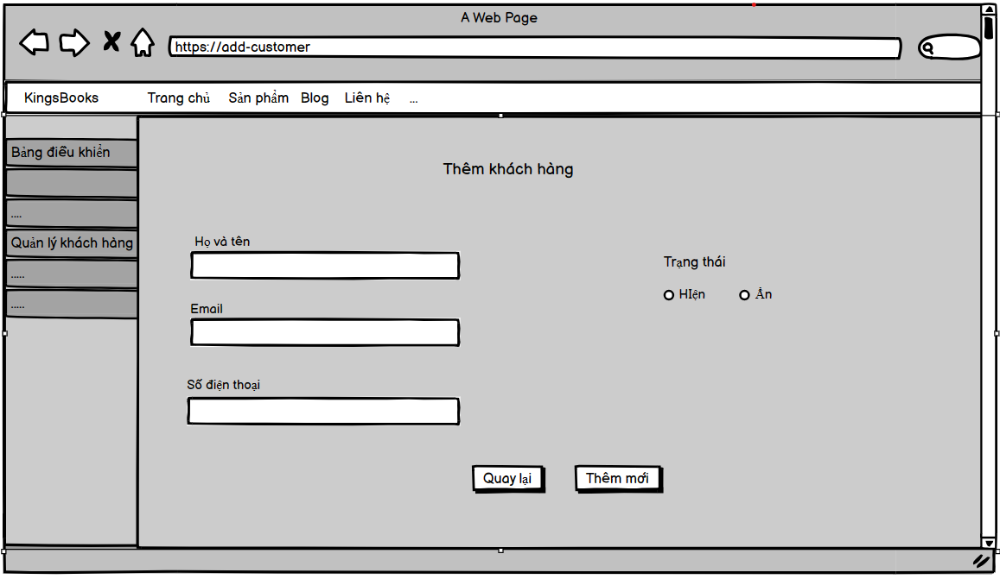 A Web Page
https://add-customer
KingsBooks Trang chủ Sản phẩm Blog Liên hệ ...
Bảng điều khiển
....
Quản lý khách hàng
.....
.....
Thêm khách hàng
Họ và tên
Email
Số điện thoại
Trạng thái
HIện Ẩn
Quay lại Thêm mới